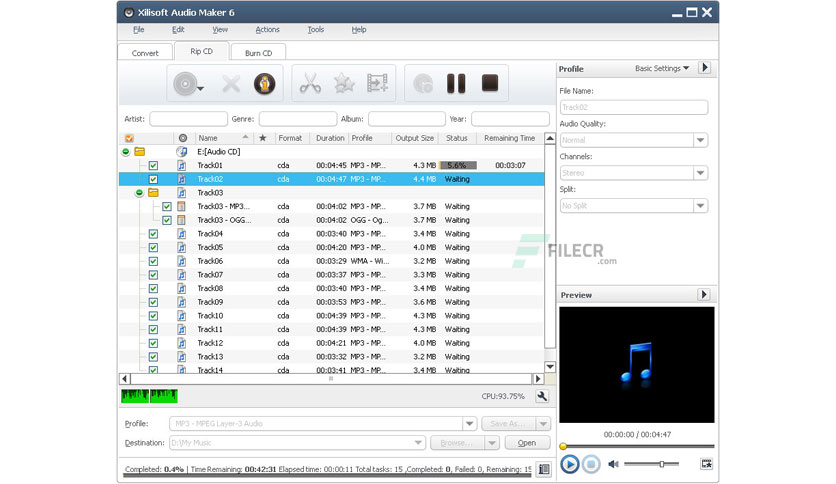 Xilisoft Audio Maker 6
File Edit View Actions Tools Help
Convert Rip CD Burn CD
Artist: Genre: Album: Year:
Name Format Duration Profile Output Size Status Remaining Time
E:[Audio CD]
Track01 cda 00:04:45 MP3 - MP... 4.3 MB 5.6% 00:03:07
Track02 cda 00:04:47 MP3 - MP... 4.4 MB Waiting
Track03
Track03 - MP3... cda 00:04:02 MP3 - MP... 3.7 MB Waiting
Track03 - OGG... cda 00:04:02 OGG - Og... 3.7 MB Waiting
Track04 cda 00:03:40 MP3 - MP... 3.4 MB Waiting
Track05 cda 00:04:20 MP3 - MP... 4.0 MB Waiting
Track06 cda 00:03:29 WMA - Wi... 3.2 MB Waiting
Track07 cda 00:03:37 MP3 - MP... 3.3 MB Waiting
Track08 cda 00:03:40 MP3 - MP... 3.4 MB Waiting
Track09 cda 00:03:53 MP3 - MP... 3.6 MB Waiting
Track10 cda 00:04:39 MP3 - MP... 4.3 MB Waiting
Track11 cda 00:04:39 MP3 - MP... 4.3 MB Waiting
Track12 cda 00:04:21 MP3 - MP... 4.0 MB Waiting
Track13 cda 00:03:32 MP3 - MP... 3.2 MB Waiting
Track14 cda 00:03:41 MP3 - MP... 3.4 MB Waiting
CPU:93.75%
Profile: MP3 - MPEG Layer-3 Audio Save As...
Destination: D:\My Music Browse... Open
Completed: 0.4% | Time Remaining: 00:42:31 Elapsed time: 00:00:11 Total tasks: 15 ,Completed: 0, Failed: 0, Remaining: 15
Profile Basic Settings
File Name:
Track02
Audio Quality:
Normal
Channels:
Stereo
Split:
No Split
FILECR
.com
Preview
00:00:00 / 00:04:47